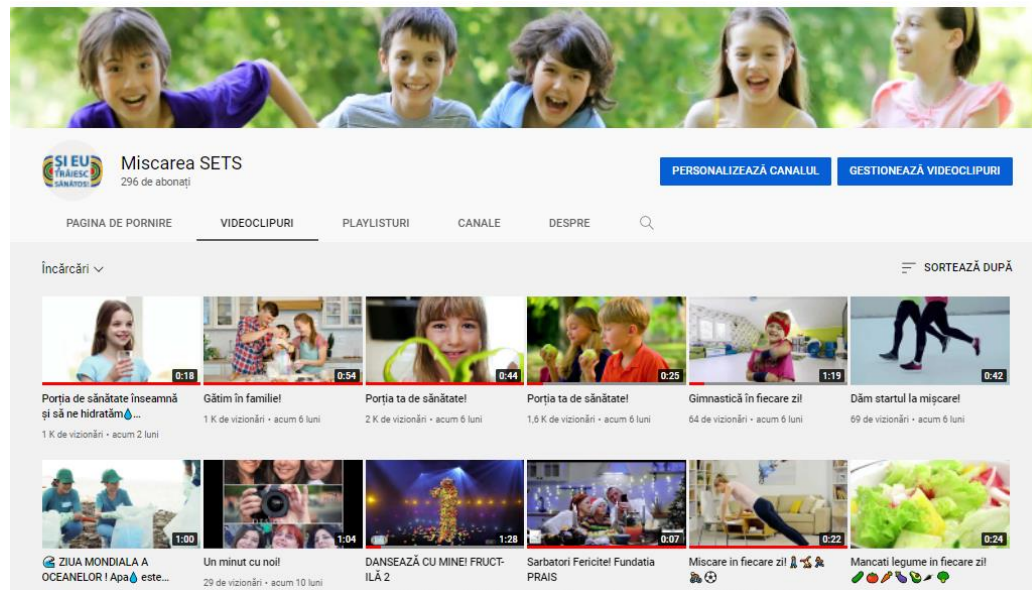 ȘI EU
TRĂIESC
SĂNĂTOS!
Miscarea SETS
296 de abonați
PERSONALIZEAZĂ CANALUL
GESTIONEAZĂ VIDEOCLIPURI
PAGINA DE PORNIRE
VIDEOCLIPURI
PLAYLISTURI
CANALE
DESPRE
Încărcări
SORTEAZĂ DUPĂ
0:18
0:54
0:44
0:25
1:19
0:42
Porția de sănătate înseamnă
și să ne hidratăm💧...
1 K de vizionări • acum 2 luni
Gătim în familie!
1 K de vizionări • acum 6 luni
Porția ta de sănătate!
2 K de vizionări • acum 6 luni
Porția ta de sănătate!
1,6 K de vizionări • acum 6 luni
Gimnastică în fiecare zi!
64 de vizionări • acum 6 luni
Dăm startul la mișcare!
69 de vizionări • acum 6 luni
1:00
1:04
1:28
0:07
0:22
0:24
ZIUA MONDIALA A
OCEANELOR ! Apa💧 este...
Un minut cu noi!
29 de vizionări • acum 10 luni
DANSEAZĂ CU MINE! FRUCT-
ILĂ 2
Sarbatori Fericite! Fundatia
PRAIS
Miscare in fiecare zi!
Mancati legume in fiecare zi!